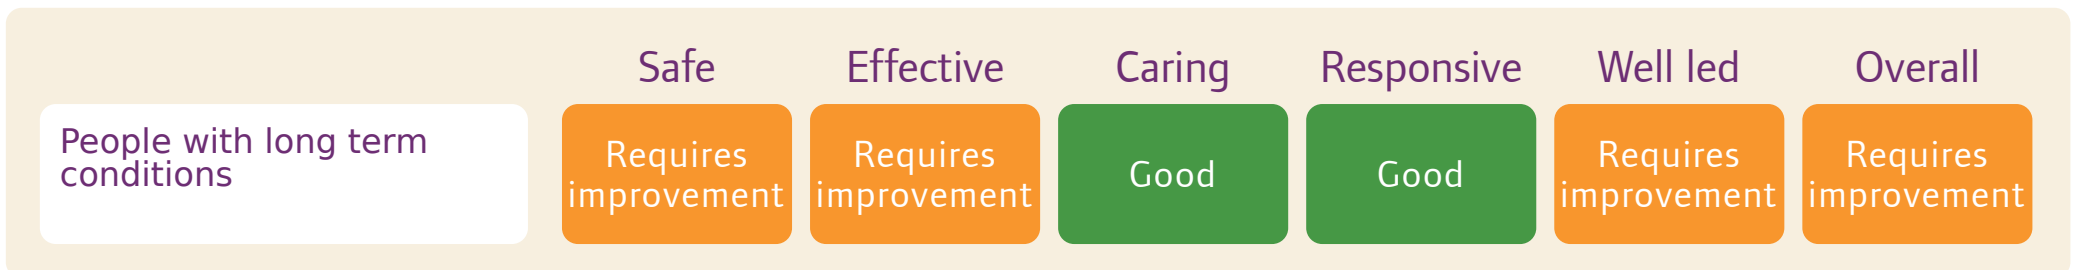 Safe Effective Caring Responsive Well led Overall
People with long term
conditions
Requires
improvement
Requires
improvement
Good
Good
Requires
improvement
Requires
improvement